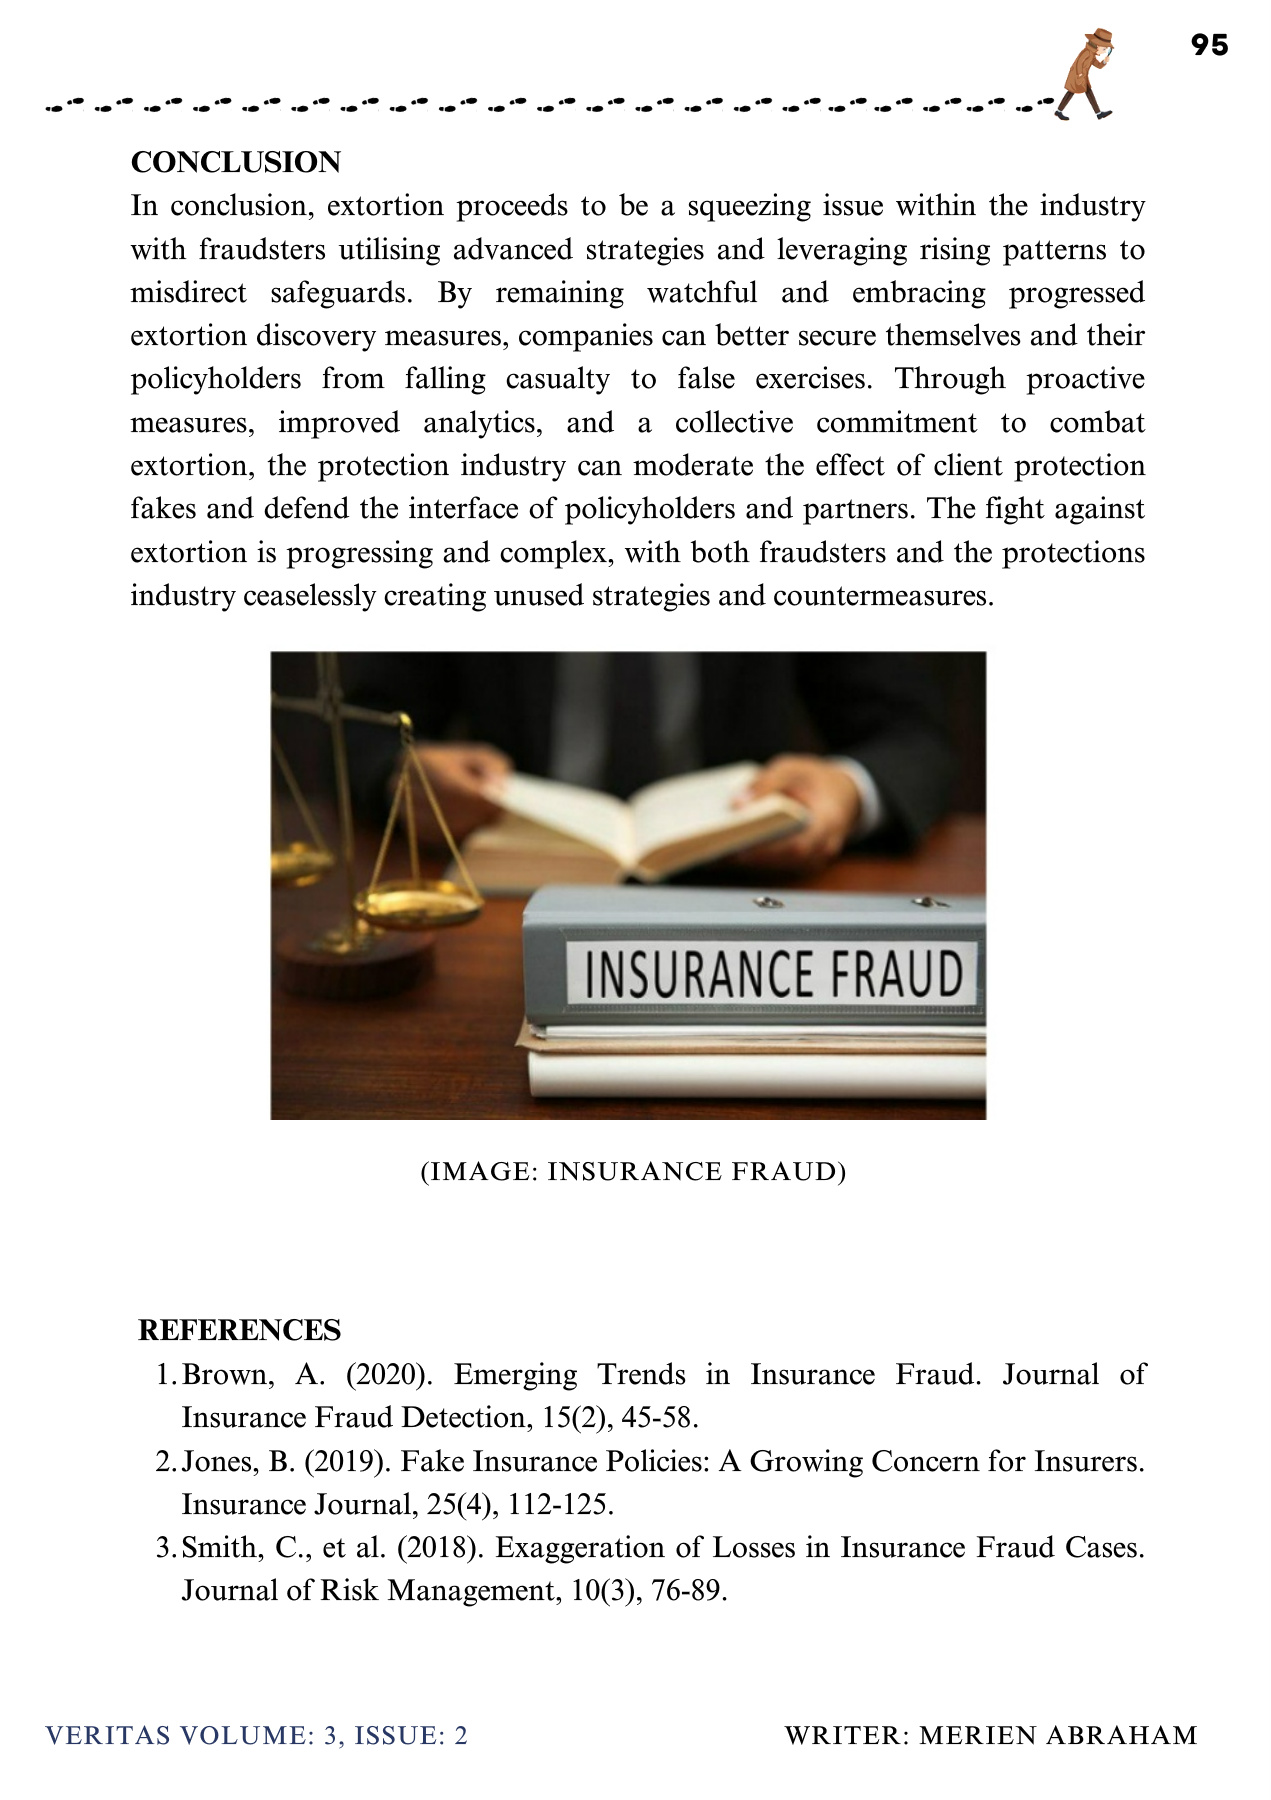 95
CONCLUSION
In conclusion, extortion proceeds to be a squeezing issue within the industry
with fraudsters utilising advanced strategies and leveraging rising patterns to
misdirect safeguards. By remaining watchful and embracing progressed
extortion discovery measures, companies can better secure themselves and their
policyholders from falling casualty to false exercises. Through proactive
measures, improved analytics, and a collective commitment to combat
extortion, the protection industry can moderate the effect of client protection
fakes and defend the interface of policyholders and partners. The fight against
extortion is progressing and complex, with both fraudsters and the protections
industry ceaselessly creating unused strategies and countermeasures.
INSURANCE FRAUD
(IMAGE: INSURANCE FRAUD)
REFERENCES
1. Brown, A. (2020). Emerging Trends in Insurance Fraud. Journal of
Insurance Fraud Detection, 15(2), 45-58.
2. Jones, B. (2019). Fake Insurance Policies: A Growing Concern for Insurers.
Insurance Journal, 25(4), 112-125.
3. Smith, C., et al. (2018). Exaggeration of Losses in Insurance Fraud Cases.
Journal of Risk Management, 10(3), 76-89.
VERITAS VOLUME: 3, ISSUE: 2
WRITER: MERIEN ABRAHAM